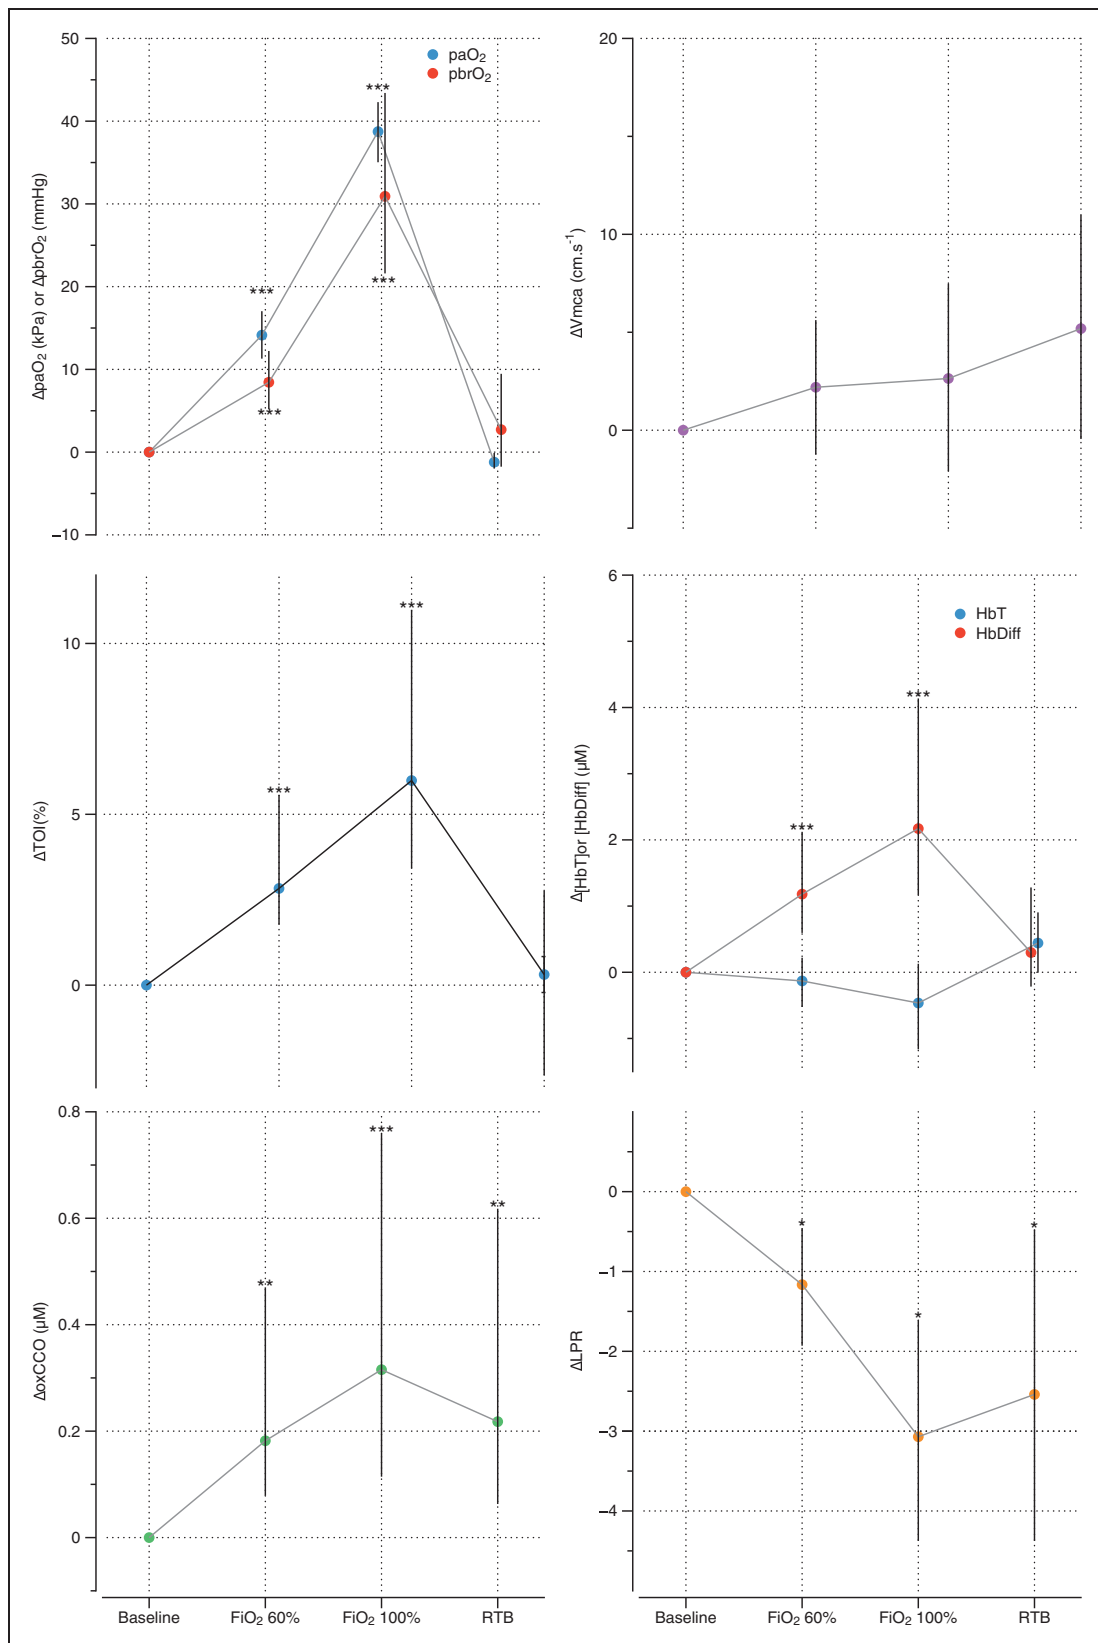 50
40
30
20
10
0
−10
ΔpaO₂ (kPa) or ΔpbrO₂ (mmHg)
paO₂
pbrO₂
***
***
***
***
20
10
0
ΔVmca (cm.s⁻¹)
10
5
0
ΔTOI(%)
***
***
6
4
2
0
Δ[HbT]or [HbDiff] (μM)
HbT
HbDiff
***
***
0.8
0.6
0.4
0.2
0
ΔoxCCO (μM)
**
***
**
Baseline
FiO₂ 60%
FiO₂ 100%
RTB
0
−1
−2
−3
−4
ΔLPR
*
*
*
Baseline
FiO₂ 60%
FiO₂ 100%
RTB